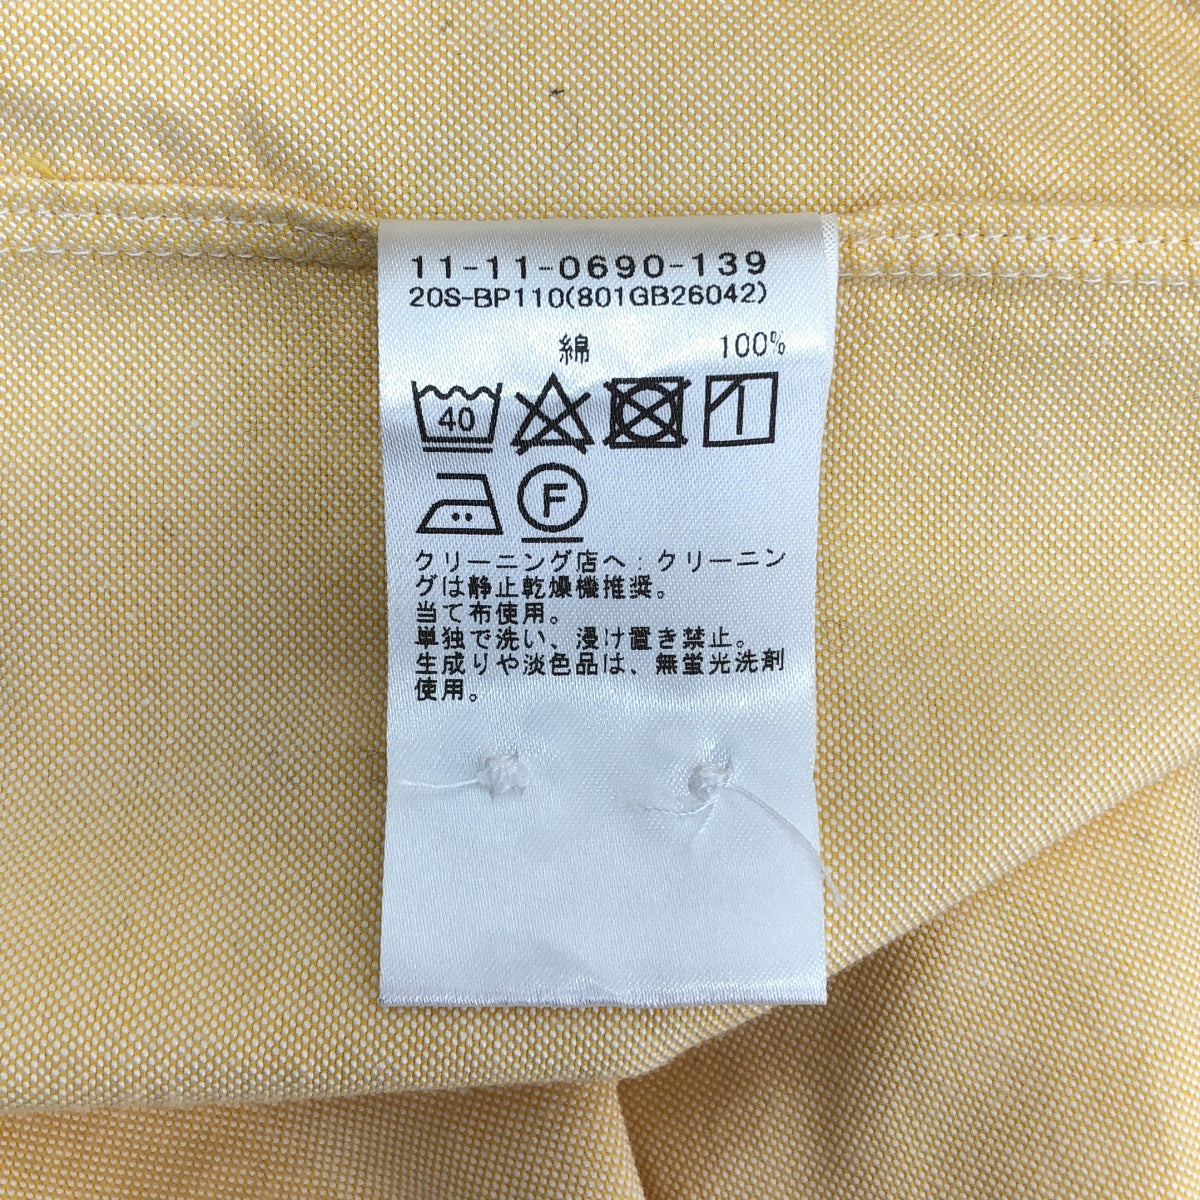 11-11-0690-139
20S-BP110(801GB26042)
綿 100%
40
F
クリーニング店へ:クリーニン
グは静止乾燥機推奨。
当て布使用。
単独で洗い、浸け置き禁止。
生成りや淡色品は、無蛍光洗剤
使用。